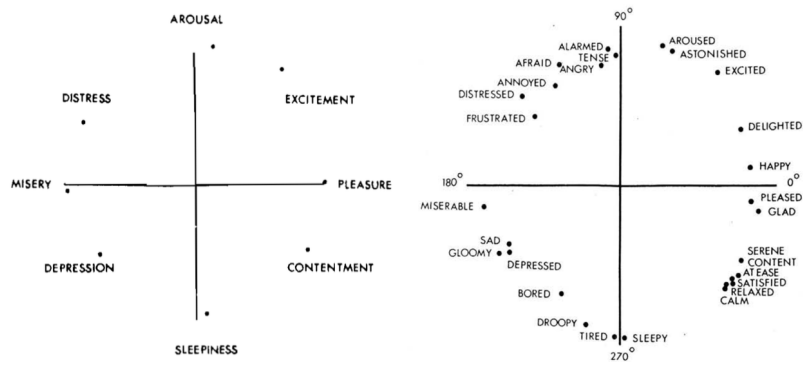 AROUSAL
DISTRESS
EXCITEMENT
MISERY
PLEASURE
DEPRESSION
CONTENTMENT
SLEEPINESS
90°
ALARMED
AROUSED
TENSE
ASTONISHED
AFRAID
ANGRY
EXCITED
ANNOYED
DISTRESSED
FRUSTRATED
DELIGHTED
HAPPY
180°
0°
PLEASED
MISERABLE
GLAD
SAD
GLOOMY
DEPRESSED
SERENE
CONTENT
AT EASE
SATISFIED
RELAXED
CALM
BORED
DROOPY
TIRED
SLEEPY
270°